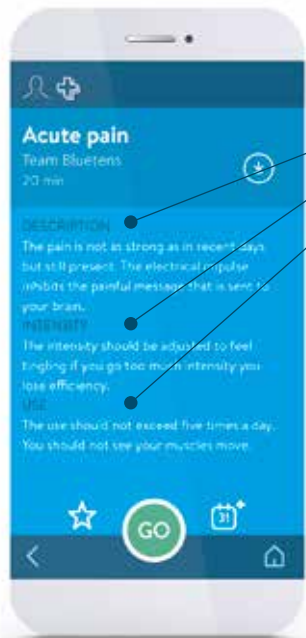 Acute pain
Team Bluetens
20 min
DESCRIPTION
The pain is not as strong as in recent days
but still present. The electrical impulse
inhibits the painful message that is sent to
your brain.
INTENSITY
The intensity should be adjusted to feel
tingling if you go too much intensity you
lose efficiency.
USE
The use should not exceed five times a day.
You should not see your muscles move.
GO
31